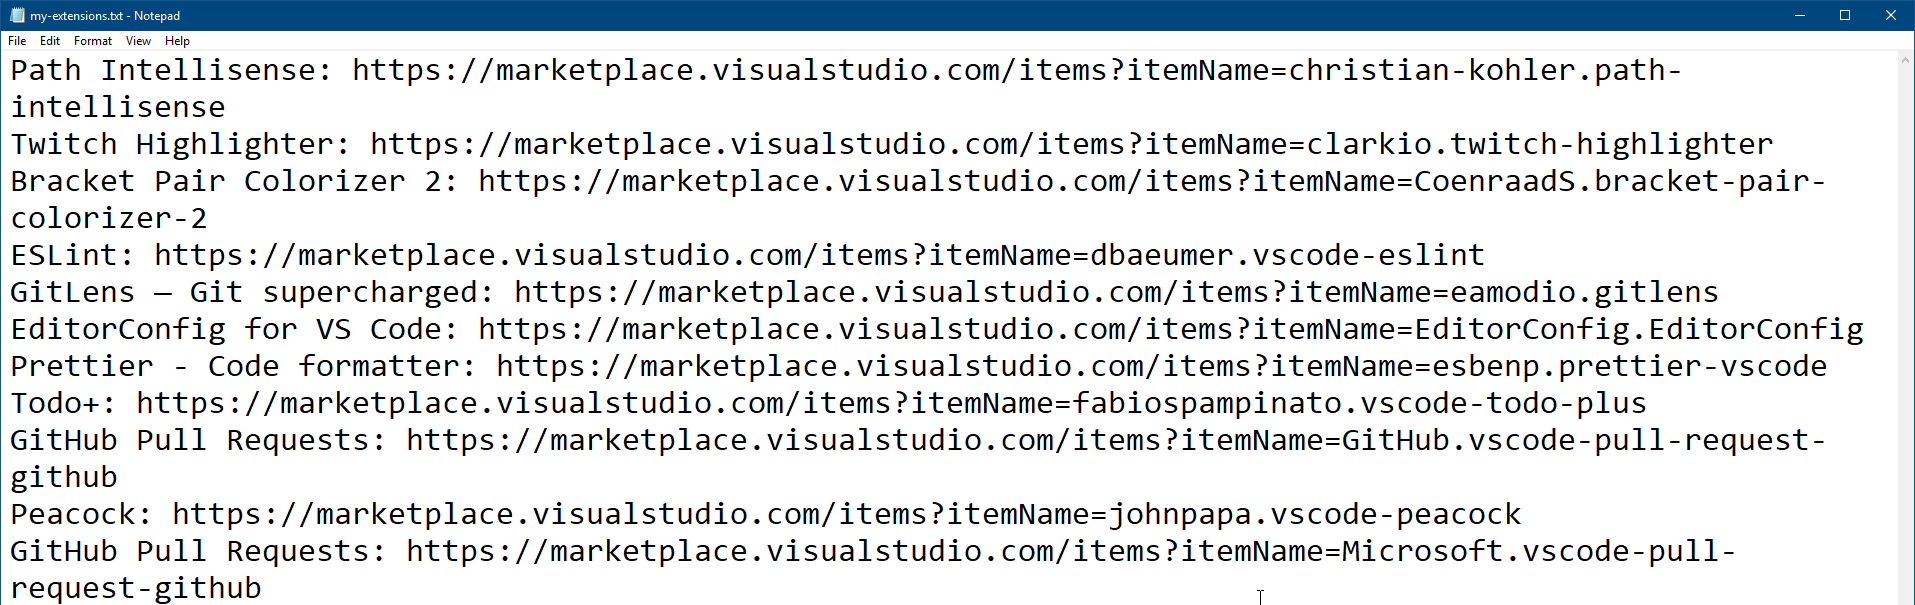 my-extensions.txt - Notepad
File Edit Format View Help
Path Intellisense: https://marketplace.visualstudio.com/items?itemName=christian-kohler.path-
intellisense
Twitch Highlighter: https://marketplace.visualstudio.com/items?itemName=clarkio.twitch-highlighter
Bracket Pair Colorizer 2: https://marketplace.visualstudio.com/items?itemName=CoenraadS.bracket-pair-
colorizer-2
ESLint: https://marketplace.visualstudio.com/items?itemName=dbaeumer.vscode-eslint
GitLens — Git supercharged: https://marketplace.visualstudio.com/items?itemName=eamodio.gitlens
EditorConfig for VS Code: https://marketplace.visualstudio.com/items?itemName=EditorConfig.EditorConfig
Prettier - Code formatter: https://marketplace.visualstudio.com/items?itemName=esbenp.prettier-vscode
Todo+: https://marketplace.visualstudio.com/items?itemName=fabiospampinato.vscode-todo-plus
GitHub Pull Requests: https://marketplace.visualstudio.com/items?itemName=GitHub.vscode-pull-request-
github
Peacock: https://marketplace.visualstudio.com/items?itemName=johnpapa.vscode-peacock
GitHub Pull Requests: https://marketplace.visualstudio.com/items?itemName=Microsoft.vscode-pull-
request-github